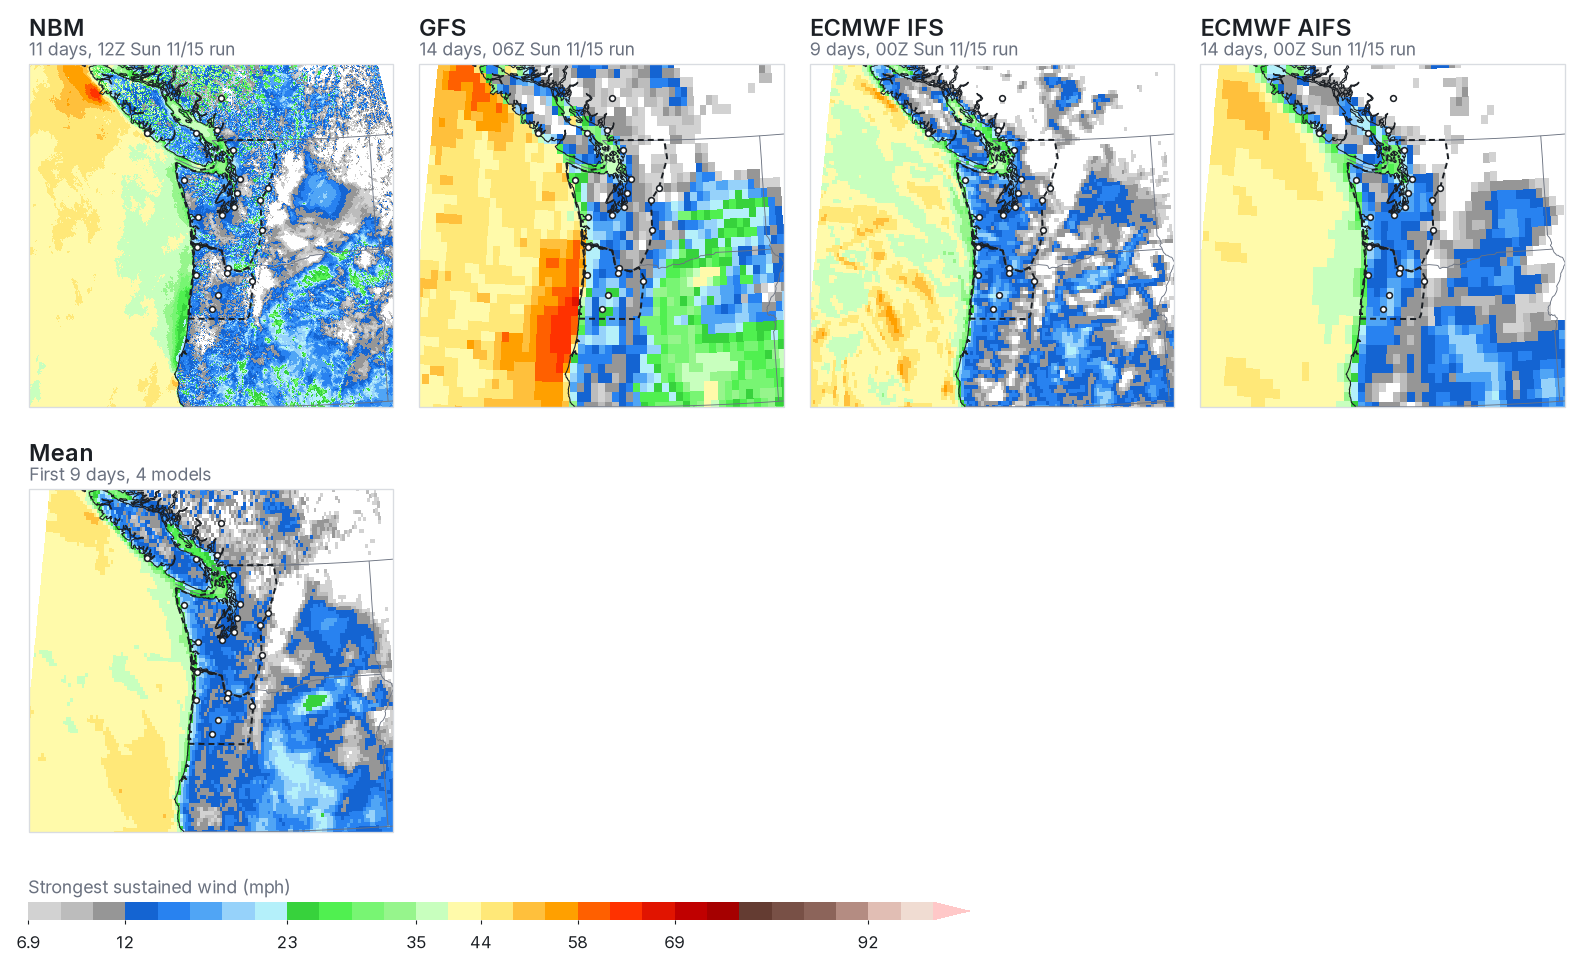 NBM
11 days, 12Z Sun 11/15 run
GFS
14 days, 06Z Sun 11/15 run
ECMWF IFS
9 days, 00Z Sun 11/15 run
ECMWF AIFS
14 days, 00Z Sun 11/15 run
Mean
First 9 days, 4 models
Strongest sustained wind (mph)
6.9 12 23 35 44 58 69 92